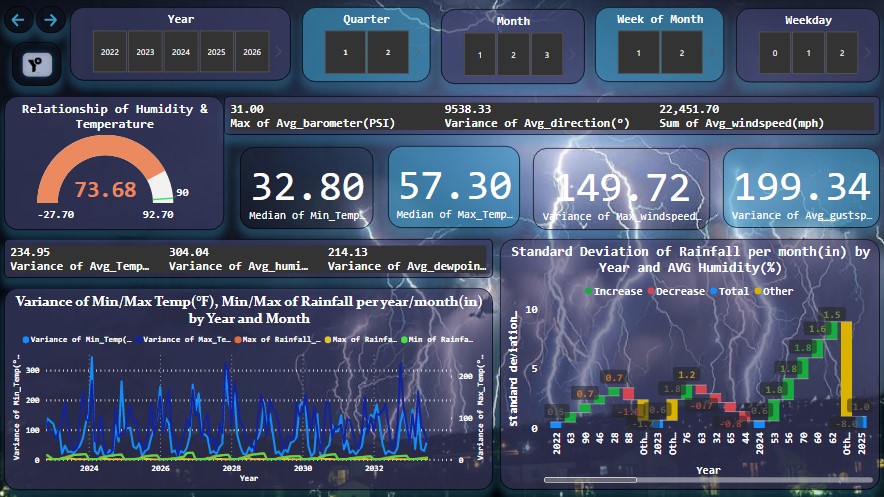 Year
2022 2023 2024 2025 2026
Quarter
1 2
Month
1 2 3
Week of Month
1 2
Weekday
0 1 2
Relationship of Humidity &
Temperature
73.68
90
-27.70 92.70
31.00 9538.33 22,451.70
Max of Avg_barometer(PSI) Variance of Avg_direction(°) Sum of Avg_windspeed(mph)
32.80
Median of Min_Temp...
57.30
Median of Max_Temp...
149.72
Variance of Max_windspeed...
199.34
Variance of Avg_gustsp...
234.95 304.04 214.13
Variance of Avg_Temp... Variance of Avg_humi... Variance of Avg_dewpoin...
Variance of Min/Max Temp(°F), Min/Max of Rainfall per year/month(in)
by Year and Month
Variance of Min_Temp(... Variance of Max_Te... Max of Rainfall_... Max of Rainfa... Min of Rainfa...
Variance of Min_Temp(°...
300
200
100
0
200
100
0
Variance of Max_Temp(°...
2024 2026 2028 2030 2032
Year
Standard Deviation of Rainfall per month(in) by
Year and AVG Humidity(%)
Increase Decrease Total Other
Standard deviation...
10
5
0
0.7 0.7 0.6 1.8 1.2 -0.7 0.6 1.8 1.8 1.8 1.6 1.5 1.0
2022 63 90 46 28 88 Oth... 2023 Oth... 76 63 32 65 44 2024 53 56 70 60 62 Oth... 2025
Year